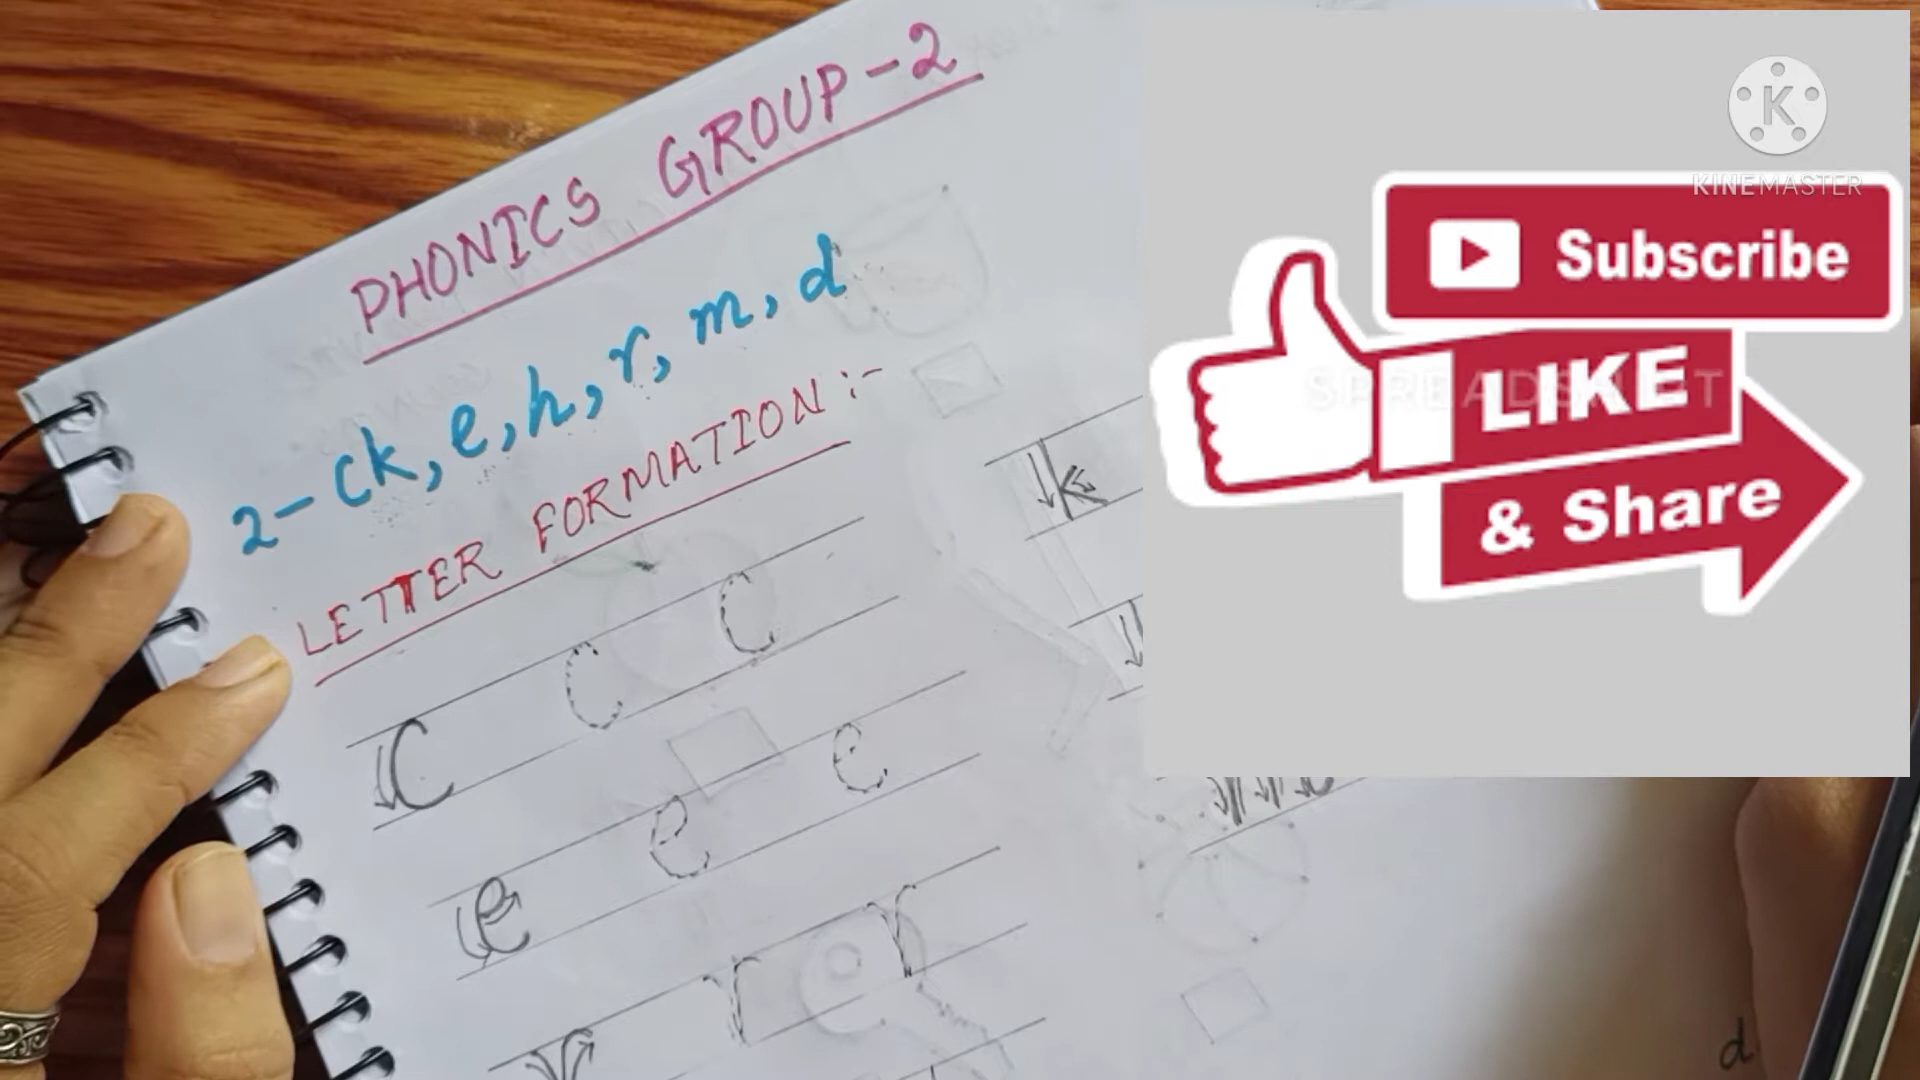 PHONICS GROUP-2
2- ck, e, h, r, m, d
LETTER FORMATION:-
c c c
k
e e e
r r r
d
K
KINEMASTER
Subscribe
LIKE
& Share